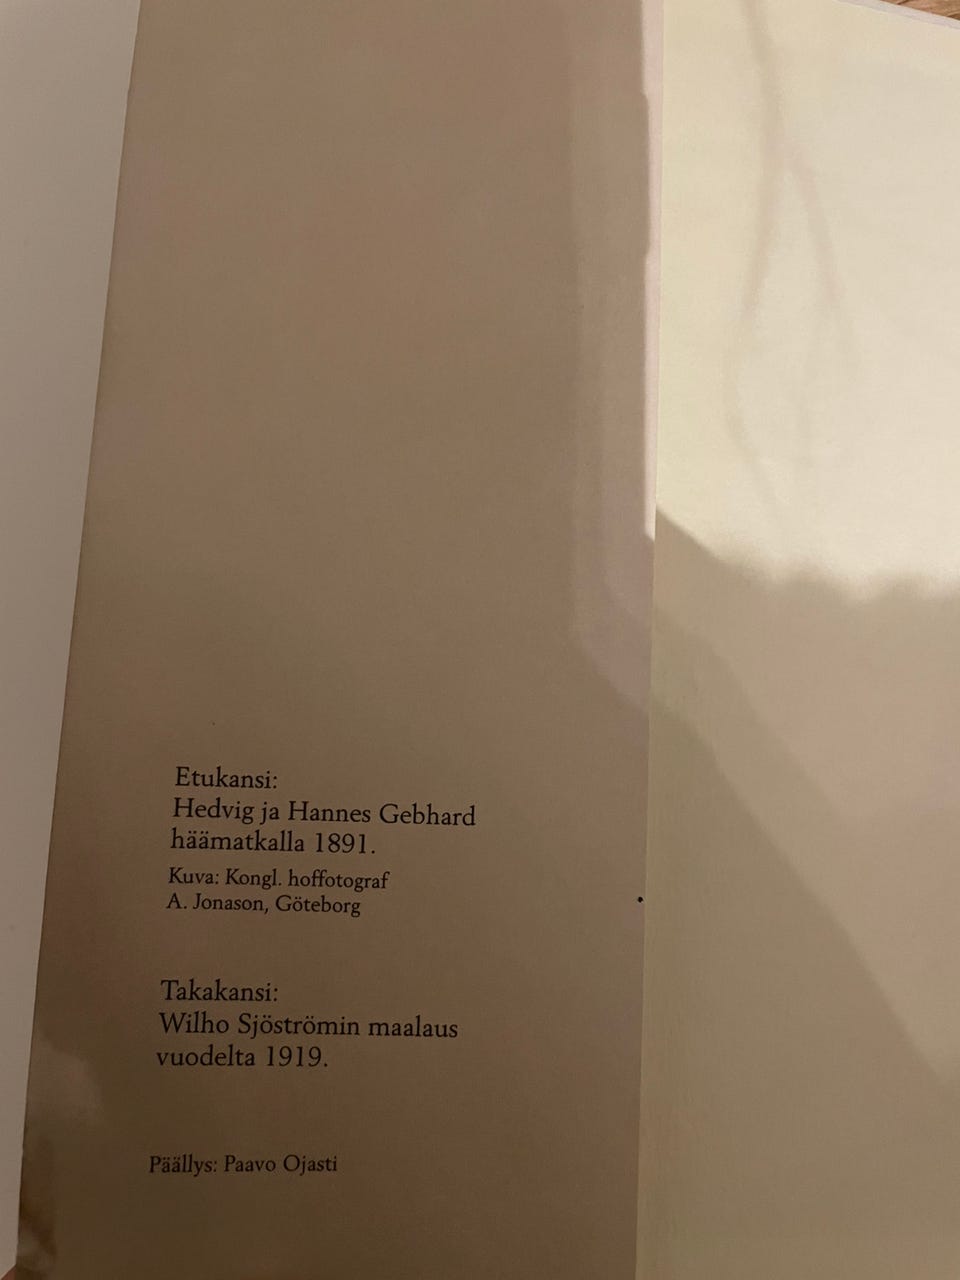 Etukansi:
Hedvig ja Hannes Gebhard
häämatkalla 1891.
Kuva: Kongl. hoffotograf
A. Jonason, Göteborg
Takakansi:
Wilho Sjöströmin maalaus
vuodelta 1919.
Päällys: Paavo Ojasti